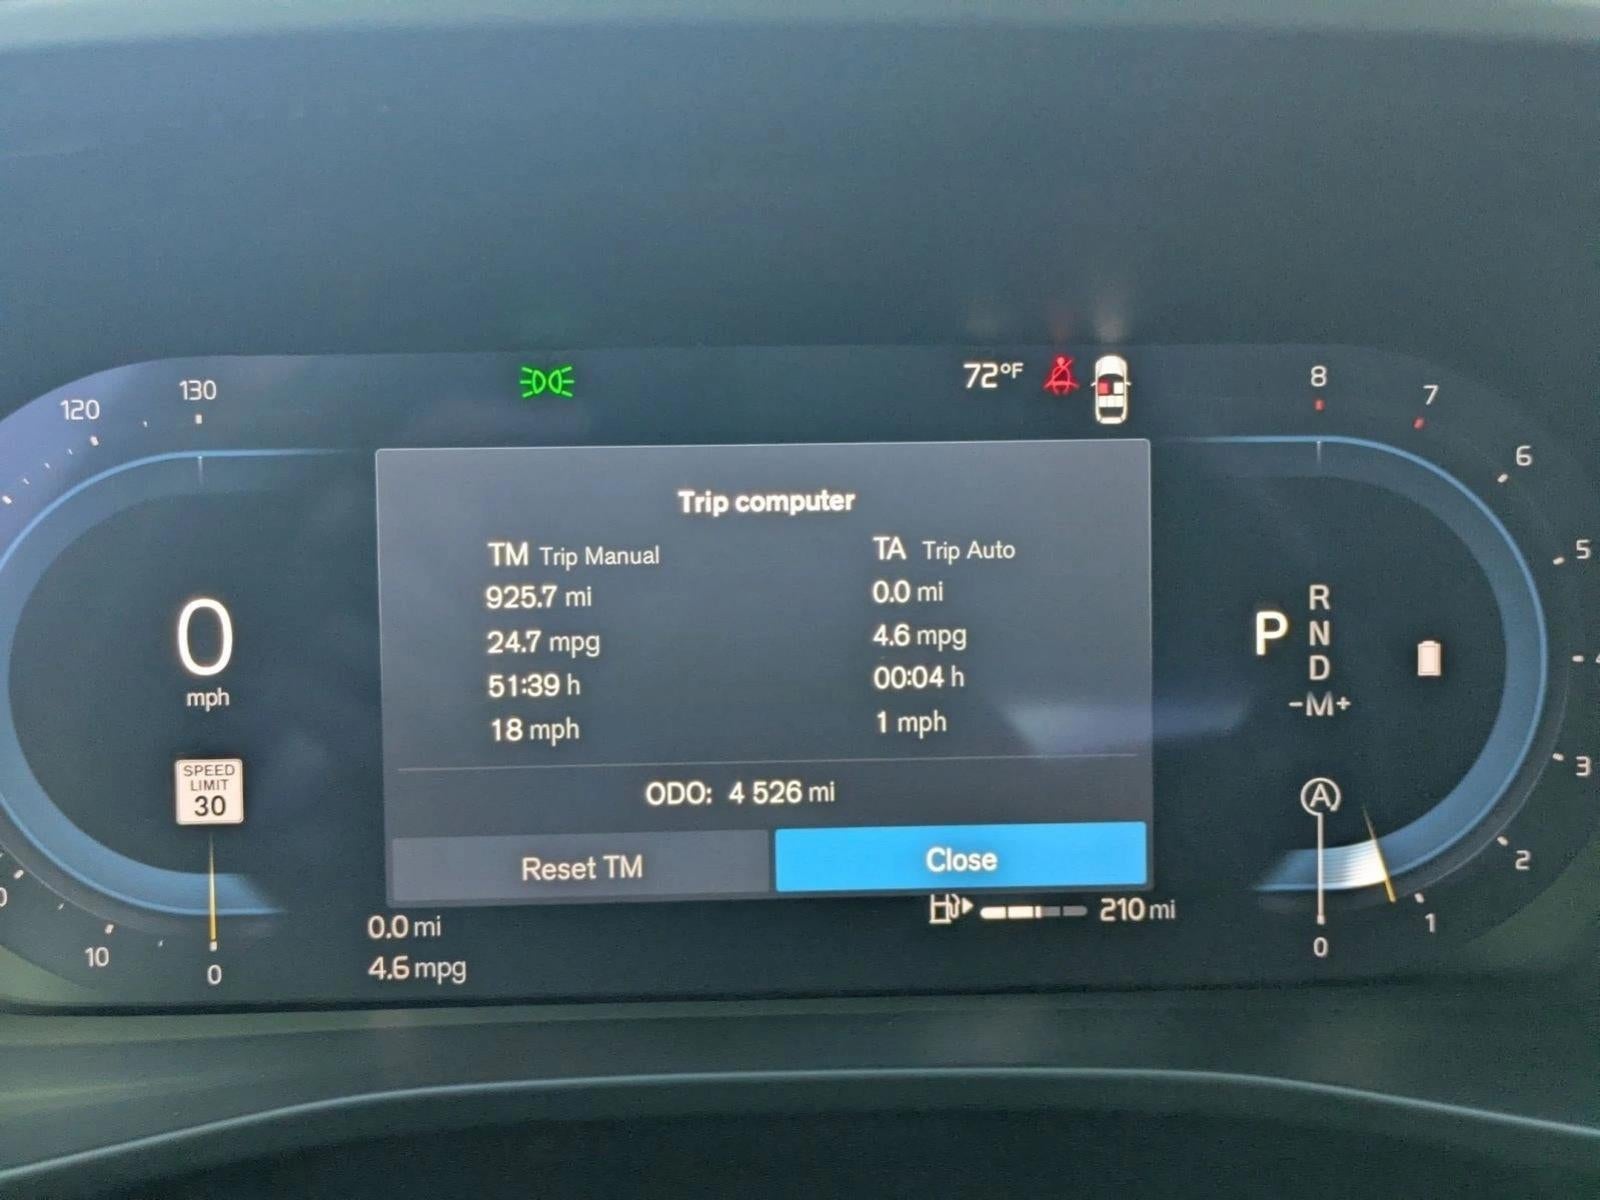 130
120
72°F
8
7
6
5
4
3
2
1
0
Trip computer
TM Trip Manual
925.7 mi
24.7 mpg
51:39 h
18 mph
TA Trip Auto
0.0 mi
4.6 mpg
00:04 h
1 mph
ODO: 4 526 mi
Reset TM
Close
0
mph
SPEED
LIMIT
30
R
P N
D
-M+
A
210 mi
0.0 mi
4.6 mpg
10
0